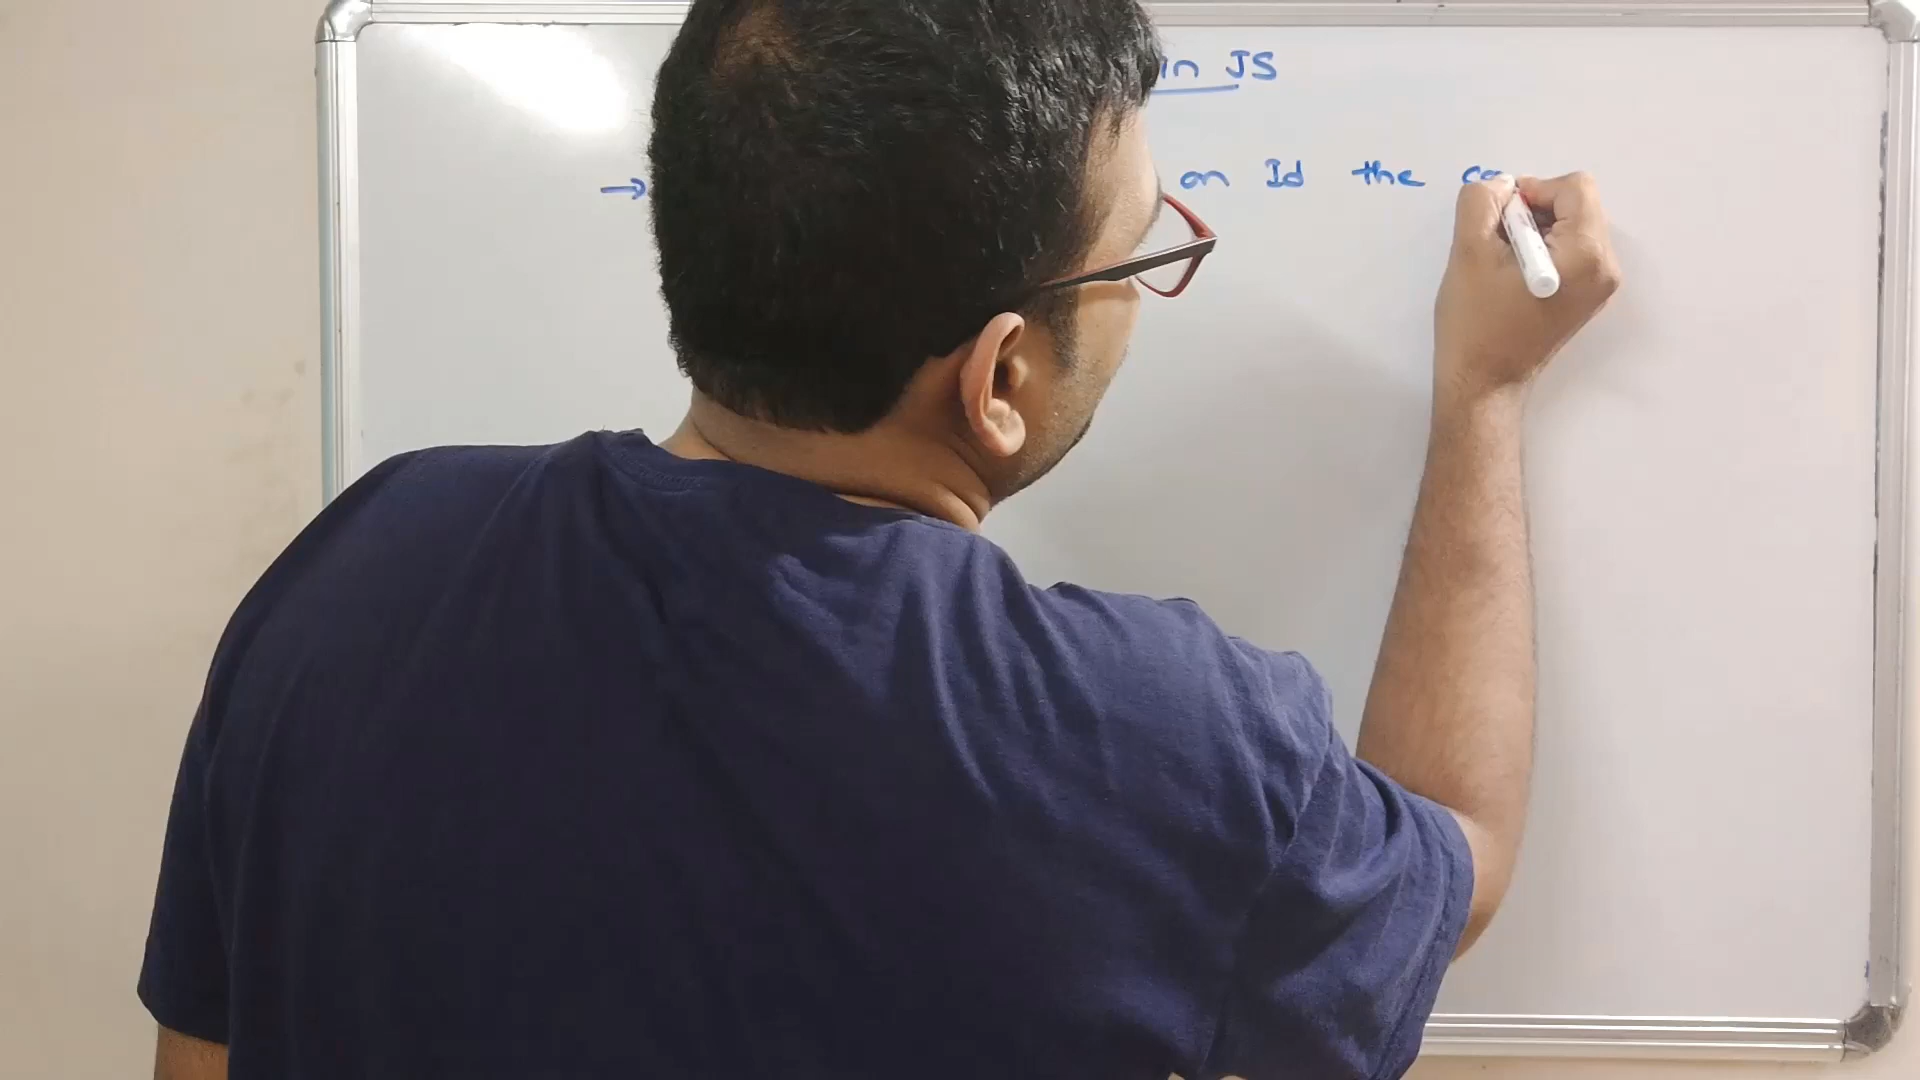 in JS
→ on Id the